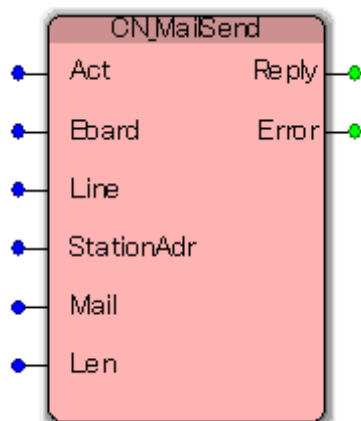 CN_MailSend
Act Reply
Eboard Error
Line
StationAdr
Mail
Len